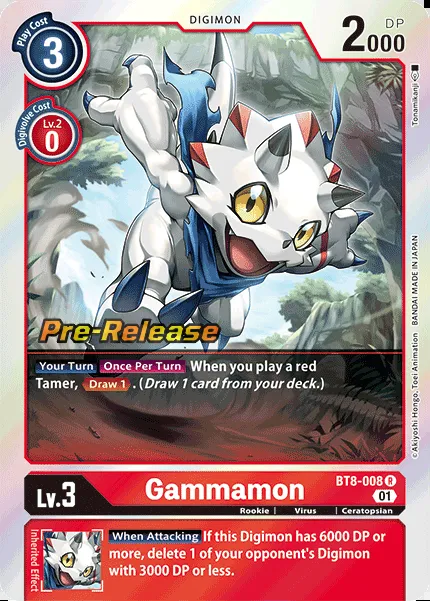 DIGIMON
Play Cost
3
DP
2000
Digivolve Cost
Lv.2
0
Tonamikanji
Pre-Release
Your Turn Once Per Turn When you play a red
Tamer, Draw 1 . (Draw 1 card from your deck.)
©Akiyoshi Hongo, Toei Animation BANDAI MADE IN JAPAN
Lv.3
Gammamon
BT8-008 R
01
Rookie | Virus | Ceratopsian
Inherited Effect
When Attacking If this Digimon has 6000 DP or
more, delete 1 of your opponent's Digimon
with 3000 DP or less.